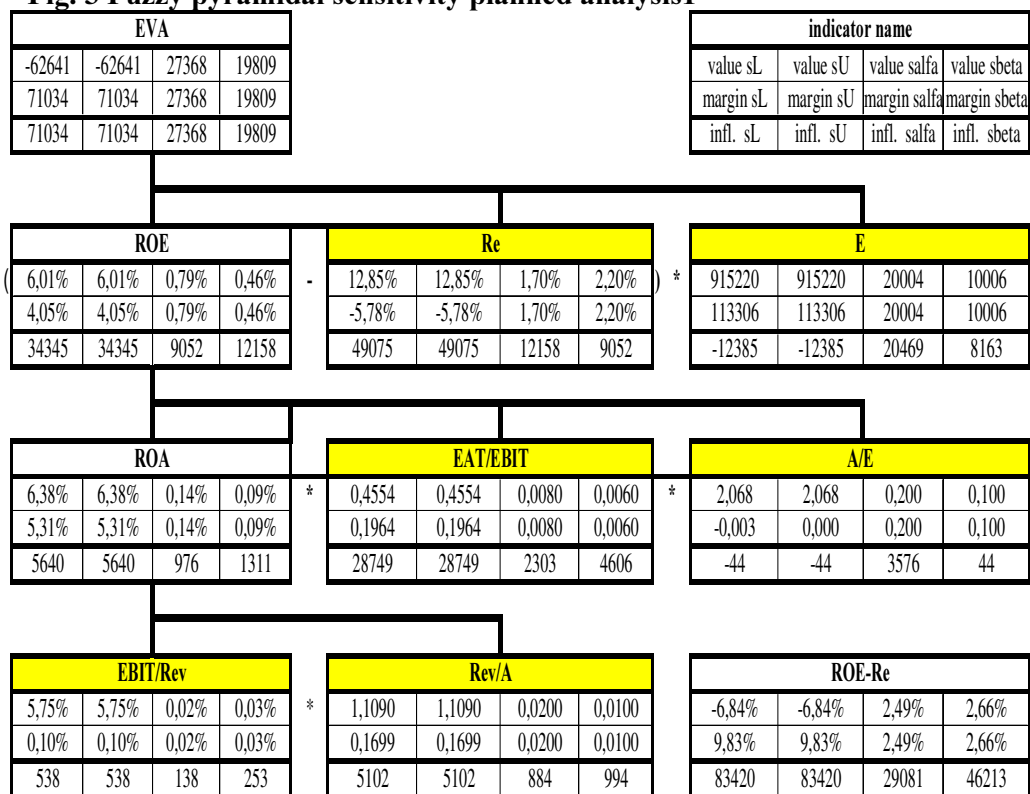 Fig. 3 Fuzzy pyramidal sensitivity planned analysis1
EVA indicator name
-62641 -62641 27368 19809 value sL value sU value salfa value sbeta
71034 71034 27368 19809 margin sL margin sU margin salfa margin sbeta
71034 71034 27368 19809 infl. sL infl. sU infl. salfa infl. sbeta
ROE Re E
( 6,01% 6,01% 0,79% 0,46% - 12,85% 12,85% 1,70% 2,20% ) * 915220 915220 20004 10006
4,05% 4,05% 0,79% 0,46% -5,78% -5,78% 1,70% 2,20% 113306 113306 20004 10006
34345 34345 9052 12158 49075 49075 12158 9052 -12385 -12385 20469 8163
ROA EAT/EBIT A/E
6,38% 6,38% 0,14% 0,09% * 0,4554 0,4554 0,0080 0,0060 * 2,068 2,068 0,200 0,100
5,31% 5,31% 0,14% 0,09% 0,1964 0,1964 0,0080 0,0060 -0,003 0,000 0,200 0,100
5640 5640 976 1311 28749 28749 2303 4606 -44 -44 3576 44
EBIT/Rev Rev/A ROE-Re
5,75% 5,75% 0,02% 0,03% * 1,1090 1,1090 0,0200 0,0100 -6,84% -6,84% 2,49% 2,66%
0,10% 0,10% 0,02% 0,03% 0,1699 0,1699 0,0200 0,0100 9,83% 9,83% 2,49% 2,66%
538 538 138 253 5102 5102 884 994 83420 83420 29081 46213